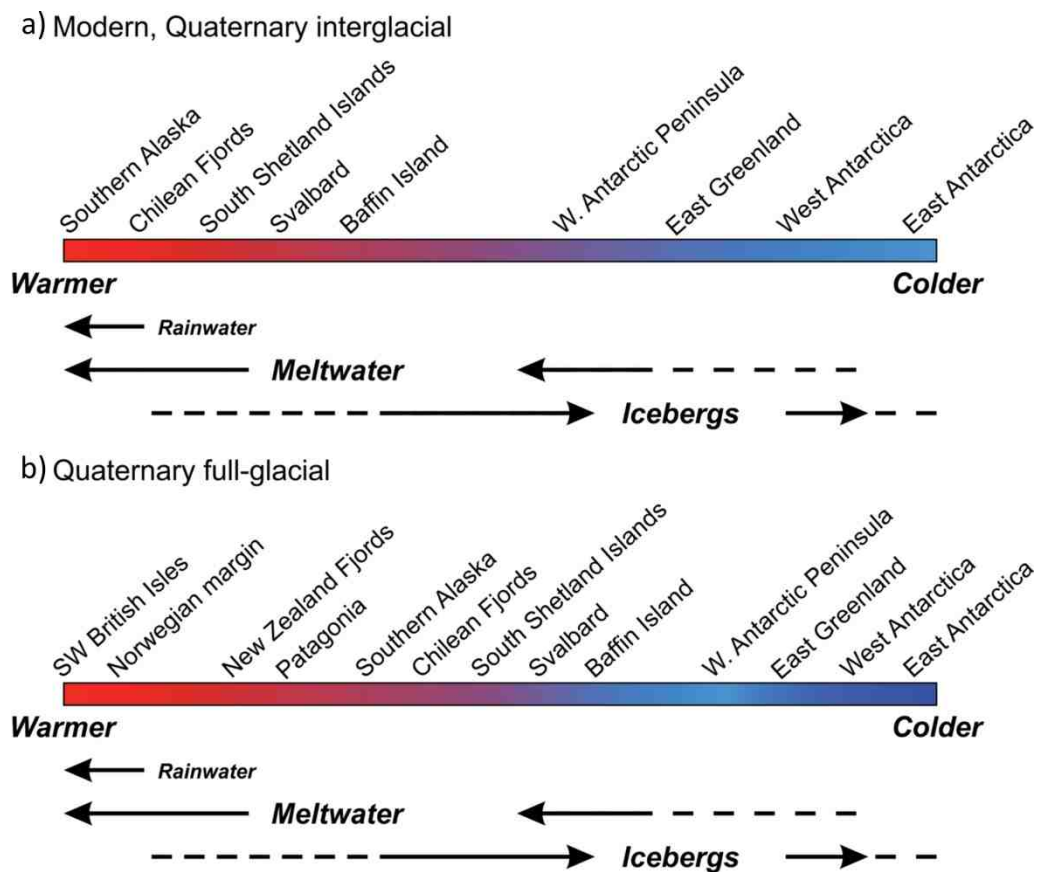 a) Modern, Quaternary interglacial
Southern Alaska
Chilean Fjords
South Shetland Islands
Svalbard
Baffin Island
W. Antarctic Peninsula
East Greenland
West Antarctica
East Antarctica
Warmer
Colder
Rainwater
Meltwater
Icebergs
b) Quaternary full-glacial
SW British Isles
Norwegian margin
New Zealand Fjords
Patagonia
Southern Alaska
Chilean Fjords
South Shetland Islands
Svalbard
Baffin Island
W. Antarctic Peninsula
East Greenland
West Antarctica
East Antarctica
Warmer
Colder
Rainwater
Meltwater
Icebergs